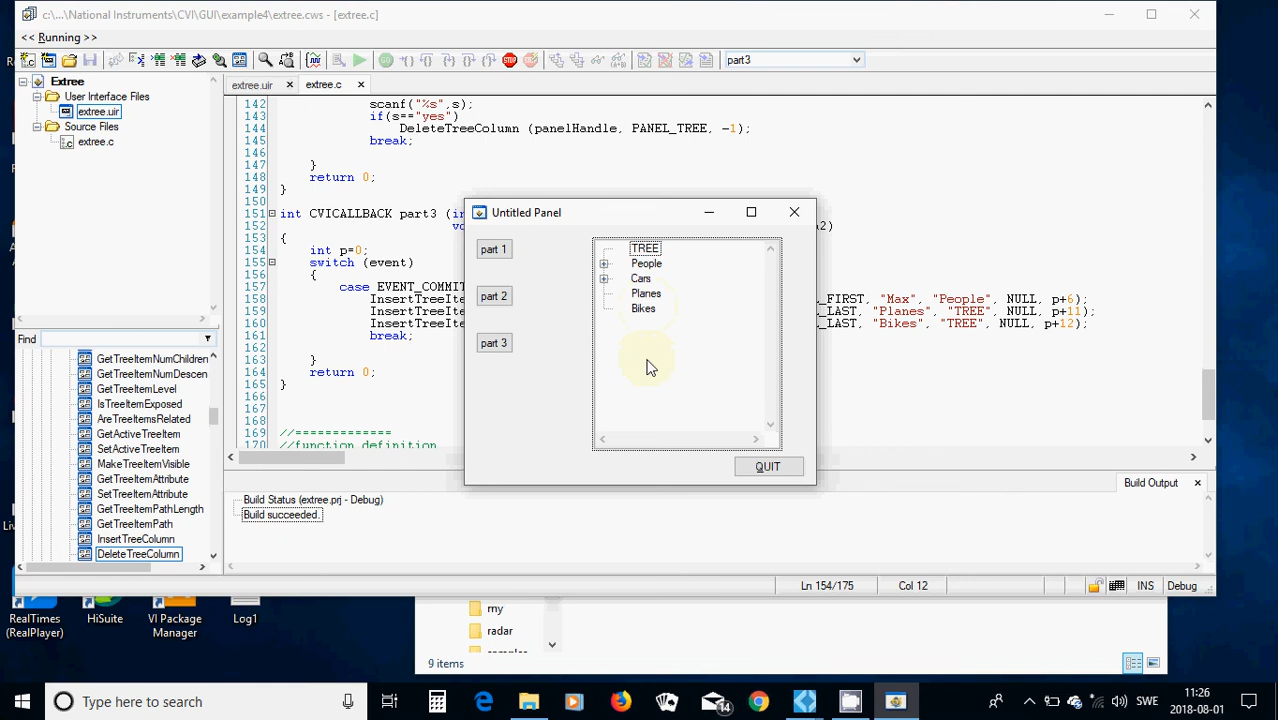 c:\...\National Instruments\CVI\GUI\example4\extree.cws - [extree.c]
<< Running >>
part3
Extree
User Interface Files
extree.uir
Source Files
extree.c
extree.uir
extree.c
142 scanf("%s",s);
143 if(s=="yes")
144 DeleteTreeColumn (panelHandle, PANEL_TREE, -1);
145 break;
146
147 }
148 return 0;
149 }
150
151 int CVICALLBACK part3 (in
152 vo a2)
153 {
154 int p=0;
155 switch (event)
156 {
157 case EVENT_COMMIT
158 InsertTreeIte L_FIRST, "Max", "People", NULL, p+6);
159 InsertTreeIte L_LAST, "Planes", "TREE", NULL, p+11);
160 InsertTreeIte L_LAST, "Bikes", "TREE", NULL, p+12);
161 break;
162
163 }
164 return 0;
165 }
166
167
168
169 //=============
170 //function definition
Untitled Panel
part 1
part 2
part 3
TREE
People
Cars
Planes
Bikes
QUIT
Find
GetTreeItemNumChildren
GetTreeItemNumDescen
GetTreeItemLevel
IsTreeItemExposed
AreTreeItemsRelated
GetActiveTreeItem
SetActiveTreeItem
MakeTreeItemVisible
GetTreeItemAttribute
SetTreeItemAttribute
GetTreeItemPathLength
GetTreeItemPath
InsertTreeColumn
DeleteTreeColumn
Build Output
Build Status (extree.prj - Debug)
Build succeeded.
Ln 154/175 Col 12 INS Debug
RealTimes
(RealPlayer)
HiSuite
VI Package
Manager
Log1
my
radar
9 items
Type here to search
14
SWE
11:26
2018-08-01